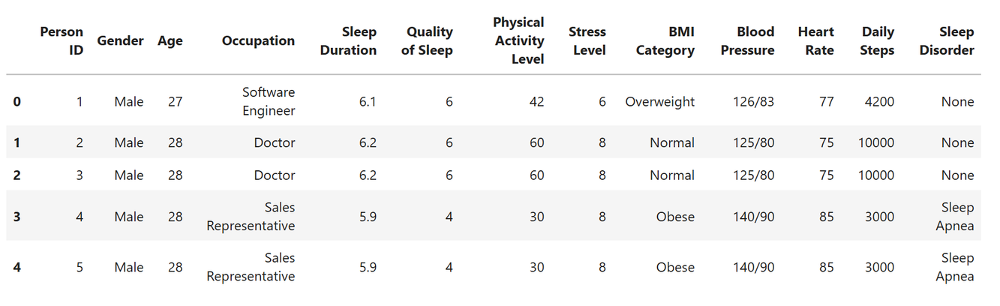 Person ID Gender Age Occupation Sleep Duration Quality of Sleep Physical Activity Level Stress Level BMI Category Blood Pressure Heart Rate Daily Steps Sleep Disorder
0 1 Male 27 Software Engineer 6.1 6 42 6 Overweight 126/83 77 4200 None
1 2 Male 28 Doctor 6.2 6 60 8 Normal 125/80 75 10000 None
2 3 Male 28 Doctor 6.2 6 60 8 Normal 125/80 75 10000 None
3 4 Male 28 Sales Representative 5.9 4 30 8 Obese 140/90 85 3000 Sleep Apnea
4 5 Male 28 Sales Representative 5.9 4 30 8 Obese 140/90 85 3000 Sleep Apnea